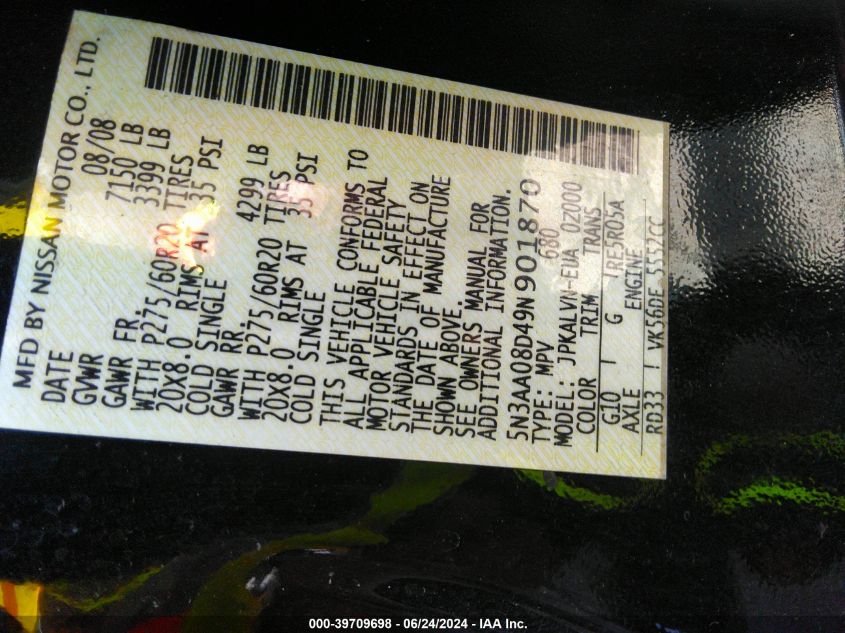 MFD BY NISSAN MOTOR CO., LTD.
DATE 08/08
GVWR 7150 LB
GAWR FR. 3399 LB
WITH P275/60R20 TIRES
20X8.0 RIMS AT 35 PSI
COLD SINGLE
GAWR RR. 4299 LB
WITH P275/60R20 TIRES
20X8.0 RIMS AT 35 PSI
COLD SINGLE
THIS VEHICLE CONFORMS TO
ALL APPLICABLE FEDERAL
MOTOR VEHICLE SAFETY
STANDARDS IN EFFECT ON
THE DATE OF MANUFACTURE
SHOWN ABOVE.
SEE OWNERS MANUAL FOR
ADDITIONAL INFORMATION.
5N3AA08D49N901870
TYPE: MPV 680
MODEL: JPKALVN-EUA 0Z000
COLOR TRIM TRANS
G10 G RE5R05A
AXLE ENGINE
RD33 VK56DE 5552CC
000-39709698 - 06/24/2024 - IAA Inc.